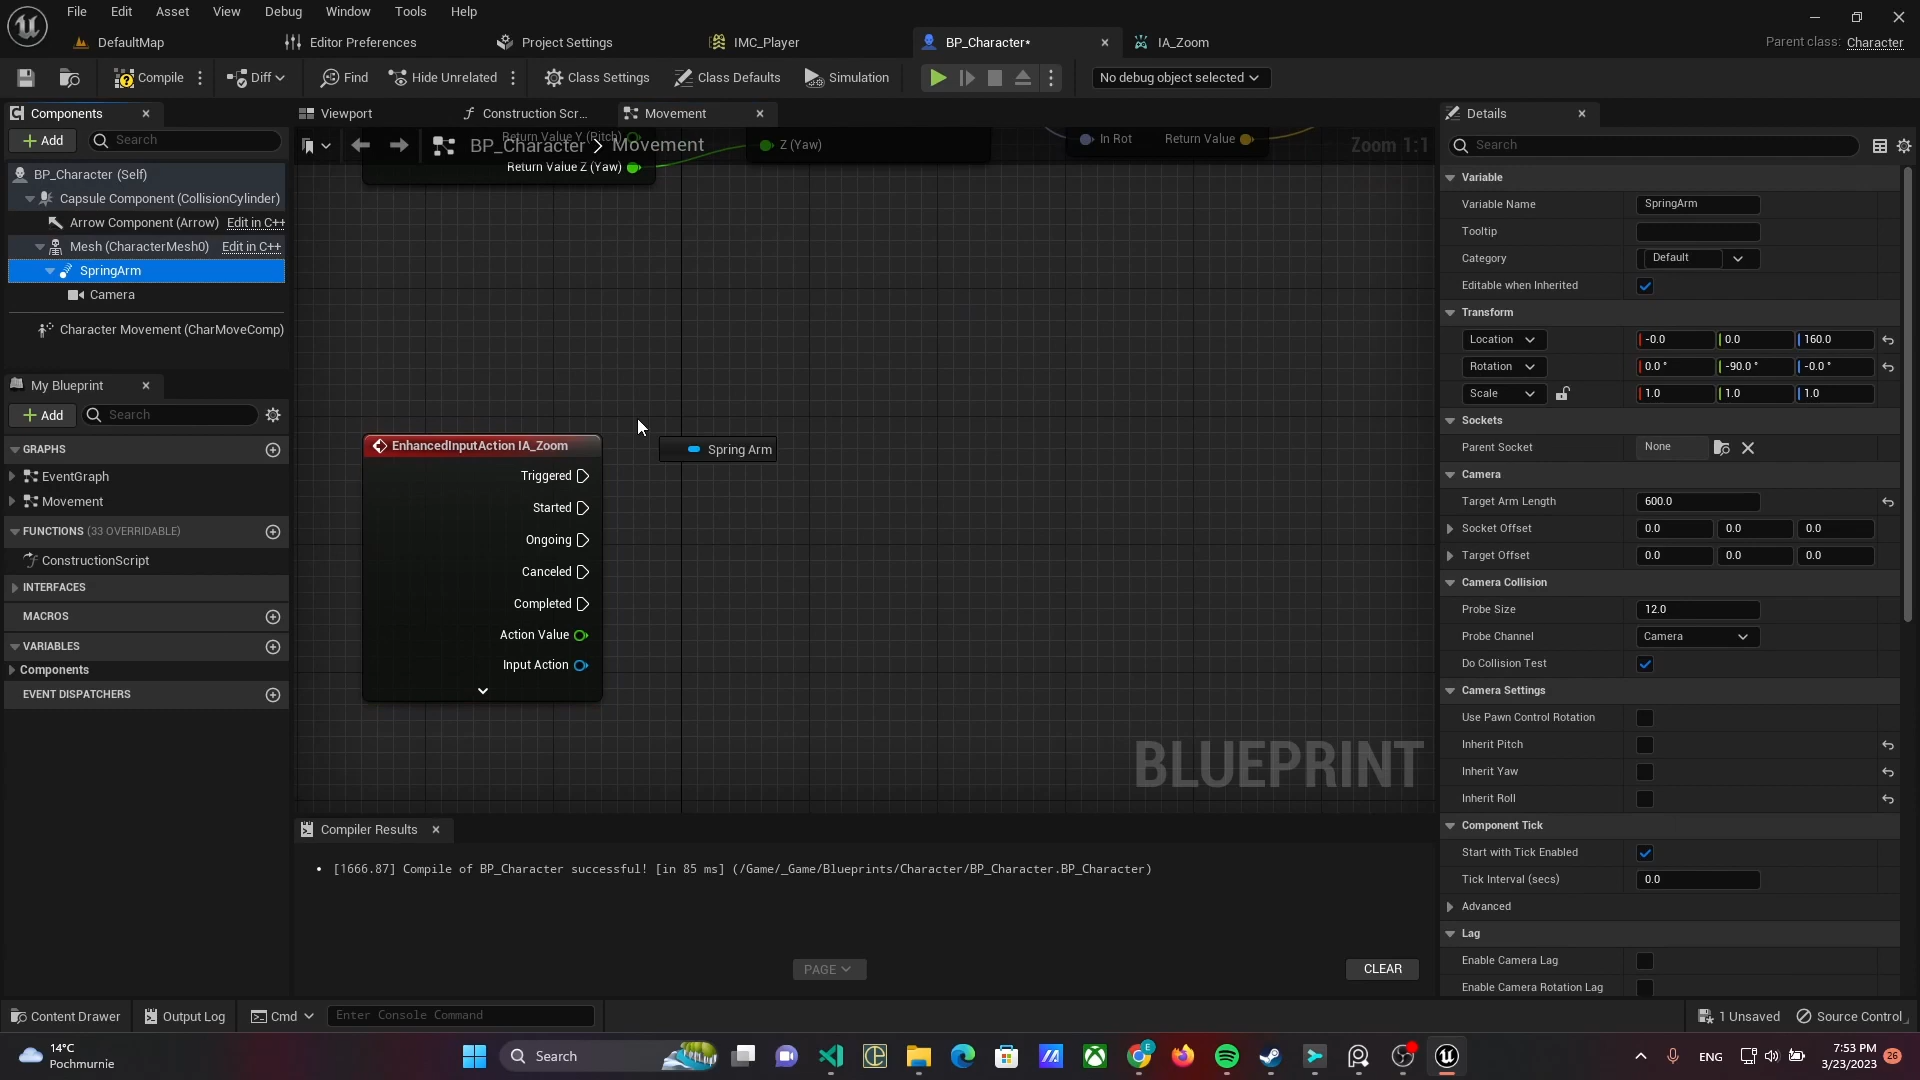 File Edit Asset View Debug Window Tools Help
DefaultMap Editor Preferences Project Settings IMC_Player BP_Character* IA_Zoom Parent class: Character
Compile Diff Find Hide Unrelated Class Settings Class Defaults Simulation No debug object selected
Components Viewport Construction Scr... Movement Details
Add Search
BP_Character > Movement Zoom 1:1
Search
Return Value Y (Pitch)
Return Value Z (Yaw)
Z (Yaw)
In Rot Return Value
BP_Character (Self)
Capsule Component (CollisionCylinder)
Arrow Component (Arrow) Edit in C++
Mesh (CharacterMesh0) Edit in C++
SpringArm
Camera
Character Movement (CharMoveComp)
My Blueprint
Add Search
GRAPHS
EventGraph
Movement
FUNCTIONS (33 OVERRIDABLE)
ConstructionScript
INTERFACES
MACROS
VARIABLES
Components
EVENT DISPATCHERS
EnhancedInputAction IA_Zoom
Triggered
Started
Ongoing
Canceled
Completed
Action Value
Input Action
Spring Arm
BLUEPRINT
Compiler Results
• [1666.87] Compile of BP_Character successful! [in 85 ms] (/Game/_Game/Blueprints/Character/BP_Character.BP_Character)
PAGE CLEAR
Variable
Variable Name SpringArm
Tooltip
Category Default
Editable when Inherited
Transform
Location -0.0 0.0 160.0
Rotation 0.0 ° -90.0 ° -0.0 °
Scale 1.0 1.0 1.0
Sockets
Parent Socket None
Camera
Target Arm Length 600.0
Socket Offset 0.0 0.0 0.0
Target Offset 0.0 0.0 0.0
Camera Collision
Probe Size 12.0
Probe Channel Camera
Do Collision Test
Camera Settings
Use Pawn Control Rotation
Inherit Pitch
Inherit Yaw
Inherit Roll
Component Tick
Start with Tick Enabled
Tick Interval (secs) 0.0
Advanced
Lag
Enable Camera Lag
Enable Camera Rotation Lag
Content Drawer Output Log Cmd Enter Console Command 1 Unsaved Source Control
14°C
Pochmurnie
Search
ENG
7:53 PM
3/23/2023
26